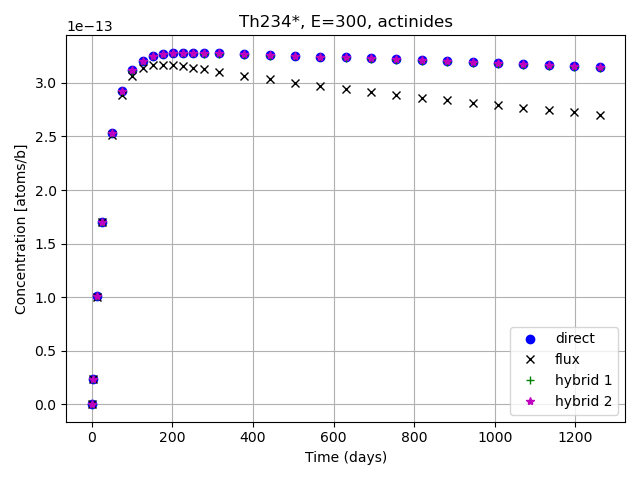 Th234*, E=300, actinides
1e−13
3.0
2.5
2.0
1.5
1.0
0.5
0.0
Concentration [atoms/b]
direct
flux
hybrid 1
hybrid 2
0 200 400 600 800 1000 1200
Time (days)